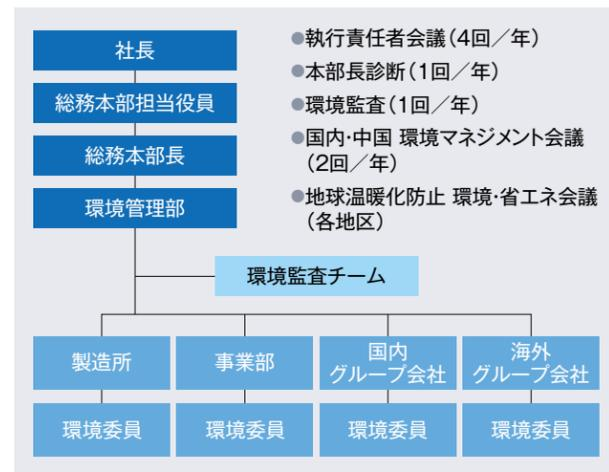 社長
総務本部担当役員
総務本部長
環境管理部
●執行責任者会議（4回／年）
●本部長診断（1回／年）
●環境監査（1回／年）
●国内・中国 環境マネジメント会議
（2回／年）
●地球温暖化防止 環境・省エネ会議
（各地区）
環境監査チーム
製造所
事業部
国内
グループ会社
海外
グループ会社
環境委員
環境委員
環境委員
環境委員